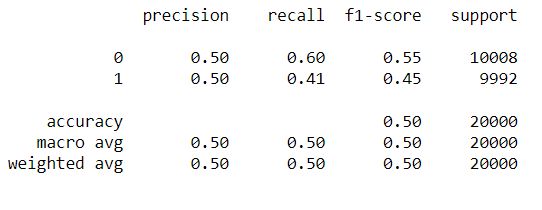 precision recall f1-score support
0 0.50 0.60 0.55 10008
1 0.50 0.41 0.45 9992
accuracy 0.50 20000
macro avg 0.50 0.50 0.50 20000
weighted avg 0.50 0.50 0.50 20000